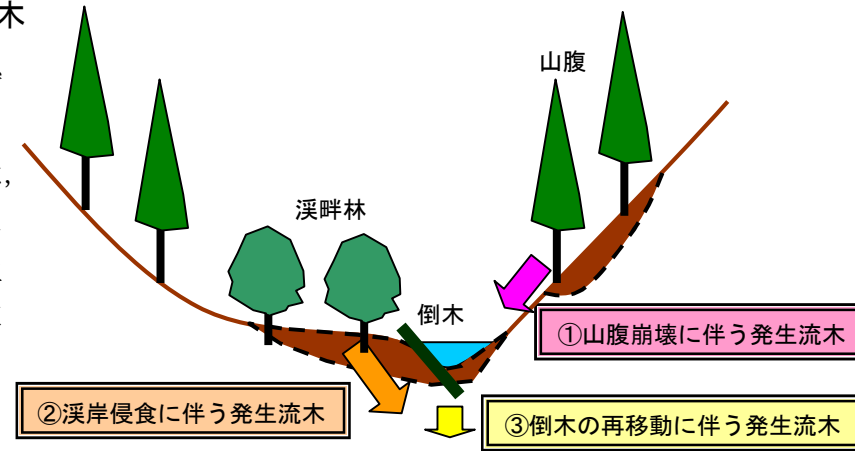 木
山腹
渓畔林
倒木
①山腹崩壊に伴う発生流木
②渓岸侵食に伴う発生流木
③倒木の再移動に伴う発生流木